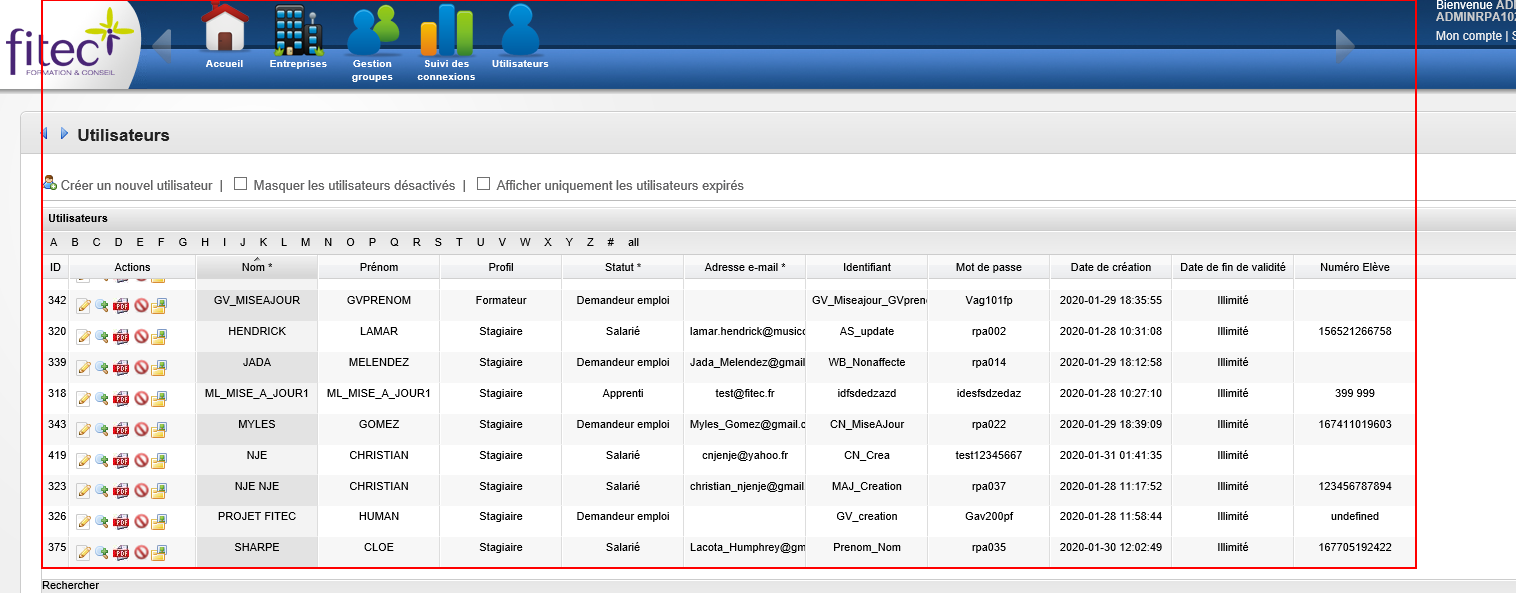 fitec
FORMATION & CONSEIL
Accueil
Entreprises
Gestion groupes
Suivi des connexions
Utilisateurs
Bienvenue
Mon compte |
Utilisateurs
Créer un nouvel utilisateur | Masquer les utilisateurs désactivés | Afficher uniquement les utilisateurs expirés
Utilisateurs
A B C D E F G H I J K L M N O P Q R S T U V W X Y Z # all
ID Actions Nom * Prénom Profil Statut * Adresse e-mail * Identifiant Mot de passe Date de création Date de fin de validité Numéro Elève
342 GV_MISEAJOUR GVPRENOM Formateur Demandeur emploi GV_Miseajour_GVpren Vag101fp 2020-01-29 18:35:55 Illimité
320 HENDRICK LAMAR Stagiaire Salarié lamar.hendrick@music AS_update rpa002 2020-01-28 10:31:08 Illimité 156521266758
339 JADA MELENDEZ Stagiaire Demandeur emploi Jada_Melendez@gmail WB_Nonaffecte rpa014 2020-01-29 18:12:58 Illimité
318 ML_MISE_A_JOUR1 ML_MISE_A_JOUR1 Stagiaire Apprenti test@fitec.fr idfsdedzazd idesfsdzedaz 2020-01-28 10:27:10 Illimité 399 999
343 MYLES GOMEZ Stagiaire Demandeur emploi Myles_Gomez@gmail.c CN_MiseAJour rpa022 2020-01-29 18:39:09 Illimité 167411019603
419 NJE CHRISTIAN Stagiaire Salarié cnjenje@yahoo.fr CN_Crea test12345667 2020-01-31 01:41:35 Illimité
323 NJE NJE CHRISTIAN Stagiaire Salarié christian_njenje@gmail MAJ_Creation rpa037 2020-01-28 11:17:52 Illimité 123456787894
326 PROJET FITEC HUMAN Stagiaire Demandeur emploi GV_creation Gav200pf 2020-01-28 11:58:44 Illimité undefined
375 SHARPE CLOE Stagiaire Salarié Lacota_Humphrey@gm Prenom_Nom rpa035 2020-01-30 12:02:49 Illimité 167705192422
Rechercher